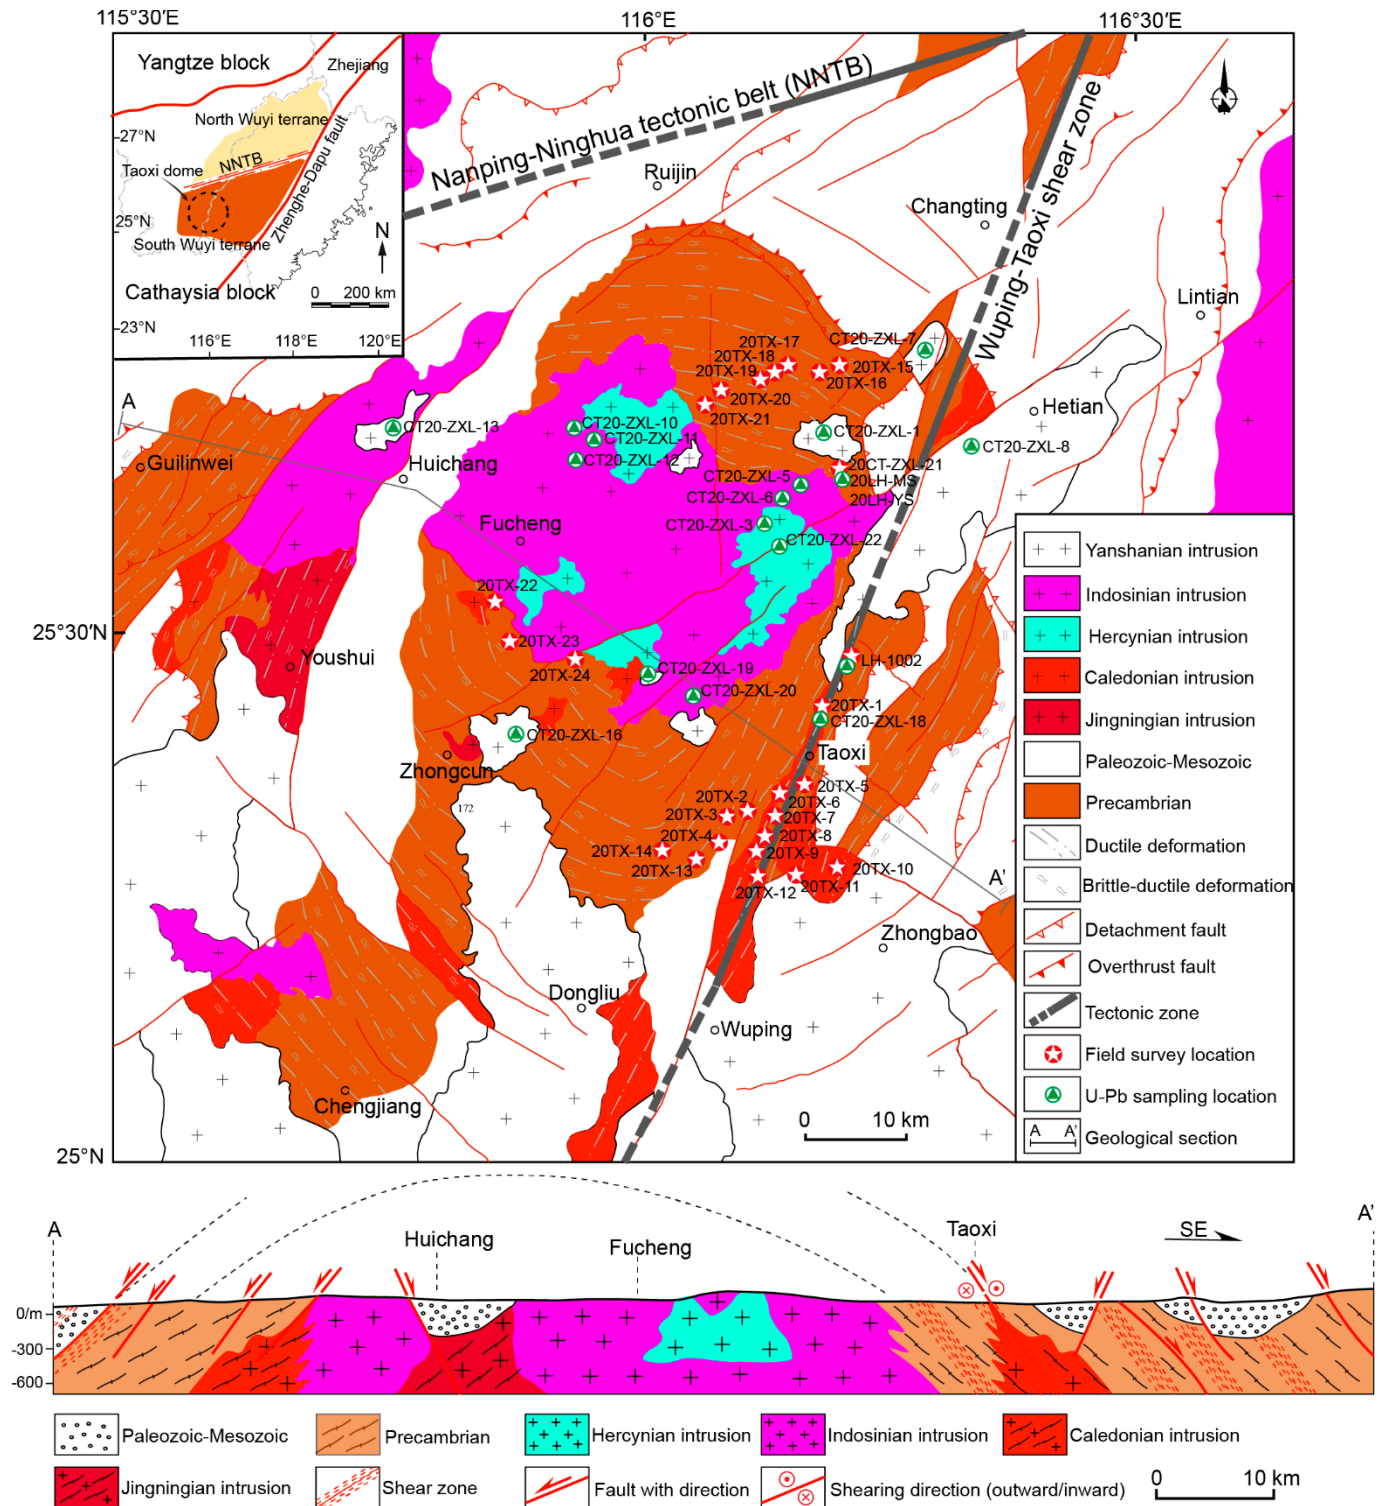 115°30′E
116°E
116°30′E
Yangtze block
Zhejiang
27°N
North Wuyi terrane
NNTB
Taoxi dome
Zhenghe-Dapu fault
25°N
South Wuyi terrane
N
Cathaysia block
0 200 km
23°N
116°E
118°E
120°E
Nanping-Ninghua tectonic belt (NNTB)
Wuping-Taoxi shear zone
Ruijin
Changting
Lintian
20TX-17
CT20-ZXL-7
20TX-18
20TX-19
20TX-15
20TX-16
20TX-20
20TX-21
A
Hetian
CT20-ZXL-13
CT20-ZXL-10
CT20-ZXL-11
CT20-ZXL-12
CT20-ZXL-1
CT20-ZXL-8
Guilinwei
Huichang
20CT-ZXL-21
CT20-ZXL-5
20LH-MS
CT20-ZXL-6
20LH-YS
Fucheng
CT20-ZXL-3
CT20-ZXL-22
20TX-22
25°30′N
20TX-23
Youshui
20TX-24
CT20-ZXL-19
LH-1002
CT20-ZXL-20
20TX-1
CT20-ZXL-18
CT20-ZXL-16
Taoxi
Zhongcun
20TX-5
172
20TX-2
20TX-6
20TX-3
20TX-7
20TX-4
20TX-8
20TX-14
20TX-9
20TX-13
20TX-10
20TX-11
20TX-12
A'
Zhongbao
Dongliu
Wuping
Chengjiang
0 10 km
25°N
Yanshanian intrusion
Indosinian intrusion
Hercynian intrusion
Caledonian intrusion
Jingningian intrusion
Paleozoic-Mesozoic
Precambrian
Ductile deformation
Brittle-ductile deformation
Detachment fault
Overthrust fault
Tectonic zone
Field survey location
U-Pb sampling location
A A' Geological section
A
Huichang
Fucheng
Taoxi
SE
A'
0/m
-300
-600
Paleozoic-Mesozoic
Precambrian
Hercynian intrusion
Indosinian intrusion
Caledonian intrusion
Jingningian intrusion
Shear zone
Fault with direction
Shearing direction (outward/inward)
0 10 km